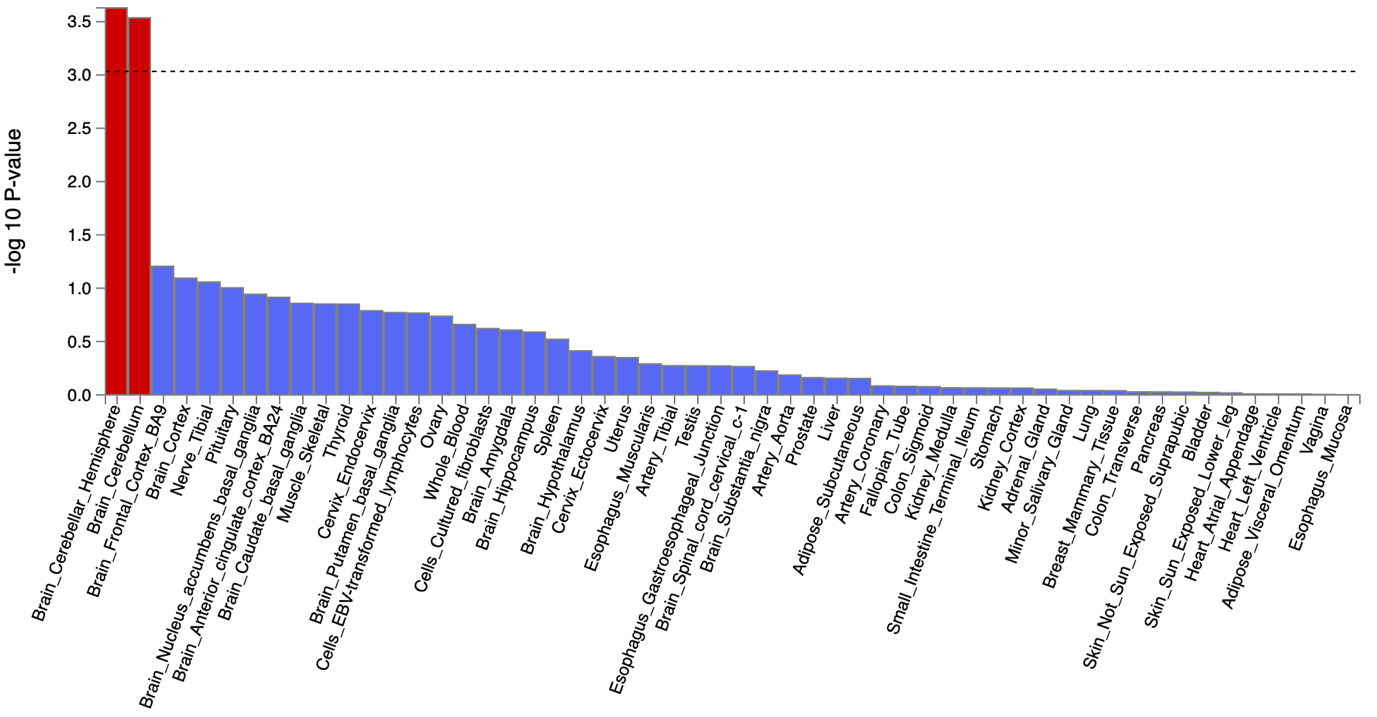 -log 10 P-value
3.5
3.0
2.5
2.0
1.5
1.0
0.5
0.0
Brain_Cerebellar_Hemisphere
Brain_Cerebellum
Brain_Frontal_Cortex_BA9
Brain_Cortex
Nerve_Tibial
Pituitary
Brain_Nucleus_accumbens_basal_ganglia
Brain_Anterior_cingulate_cortex_BA24
Brain_Caudate_basal_ganglia
Muscle_Skeletal
Thyroid
Cervix_Endocervix
Brain_Putamen_basal_ganglia
Cells_EBV-transformed_lymphocytes
Ovary
Whole_Blood
Cells_Cultured_fibroblasts
Brain_Amygdala
Brain_Hippocampus
Spleen
Brain_Hypothalamus
Cervix_Ectocervix
Uterus
Esophagus_Muscularis
Artery_Tibial
Testis
Esophagus_Gastroesophageal_Junction
Brain_Spinal_cord_cervical_c-1
Brain_Substantia_nigra
Artery_Aorta
Prostate
Liver
Adipose_Subcutaneous
Artery_Coronary
Fallopian_Tube
Colon_Sigmoid
Kidney_Medulla
Small_Intestine_Terminal_Ileum
Stomach
Kidney_Cortex
Adrenal_Gland
Minor_Salivary_Gland
Lung
Breast_Mammary_Tissue
Colon_Transverse
Pancreas
Skin_Not_Sun_Exposed_Suprapubic
Bladder
Skin_Sun_Exposed_Lower_leg
Heart_Atrial_Appendage
Heart_Left_Ventricle
Adipose_Visceral_Omentum
Vagina
Esophagus_Mucosa